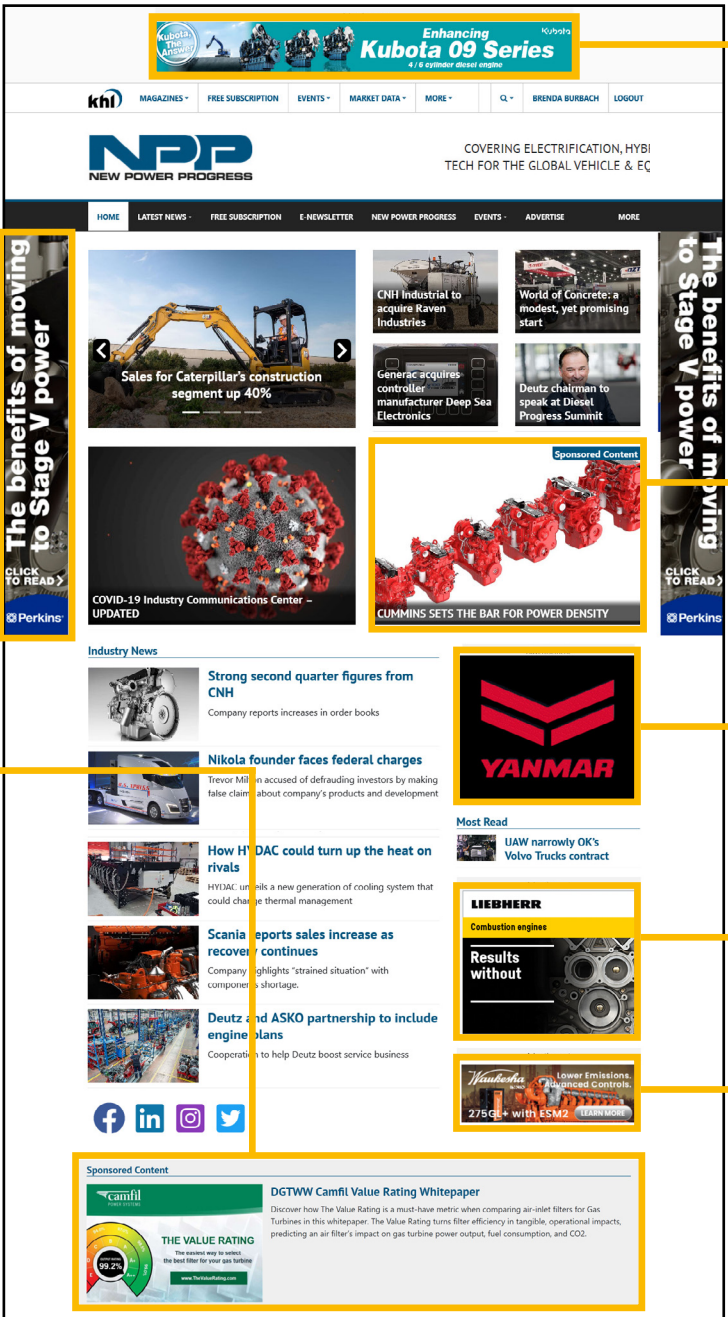 Kubota,
The
Answer
Enhancing
Kubota 09 Series
4 / 6 cylinder diesel engine
Kubota
khl
MAGAZINES
FREE SUBSCRIPTION
EVENTS
MARKET DATA
MORE
BRENDA BURBACH
LOGOUT
NPP
NEW POWER PROGRESS
COVERING ELECTRIFICATION, HYBI
TECH FOR THE GLOBAL VEHICLE & EQ
HOME
LATEST NEWS
FREE SUBSCRIPTION
E-NEWSLETTER
NEW POWER PROGRESS
EVENTS
ADVERTISE
MORE
The benefits of moving
to Stage V power
CLICK
TO READ
Perkins
Sales for Caterpillar's construction
segment up 40%
CNH Industrial to
acquire Raven
Industries
World of Concrete: a
modest, yet promising
start
Generac acquires
controller
manufacturer Deep Sea
Electronics
Deutz chairman to
speak at Diesel
Progress Summit
The benefits of moving
to Stage V power
CLICK
TO READ
Perkins
COVID-19 Industry Communications Center –
UPDATED
Sponsored Content
CUMMINS SETS THE BAR FOR POWER DENSITY
Industry News
Strong second quarter figures from
CNH
Company reports increases in order books
Nikola founder faces federal charges
Trevor Milton accused of defrauding investors by making
false claims about company's products and development
How HYDAC could turn up the heat on
rivals
HYDAC unveils a new generation of cooling system that
could change thermal management
Scania reports sales increase as
recovery continues
Company highlights "strained situation" with
components shortage.
Deutz and ASKO partnership to include
engine plans
Cooperation to help Deutz boost service business
YANMAR
Most Read
UAW narrowly OK's
Volvo Trucks contract
LIEBHERR
Combustion engines
Results
without
Waukesha
Lower Emissions.
Advanced Controls.
275GL+ with ESM2
LEARN MORE
Sponsored Content
camfil
POWER SYSTEMS
THE VALUE RATING
The easiest way to select
the best filter for your gas turbine
www.TheValueRating.com
99.2%
DGTWW Camfil Value Rating Whitepaper
Discover how The Value Rating is a must-have metric when comparing air-inlet filters for Gas
Turbines in this whitepaper. The Value Rating turns filter efficiency in tangible, operational impacts,
predicting an air filter's impact on gas turbine power output, fuel consumption, and CO2.